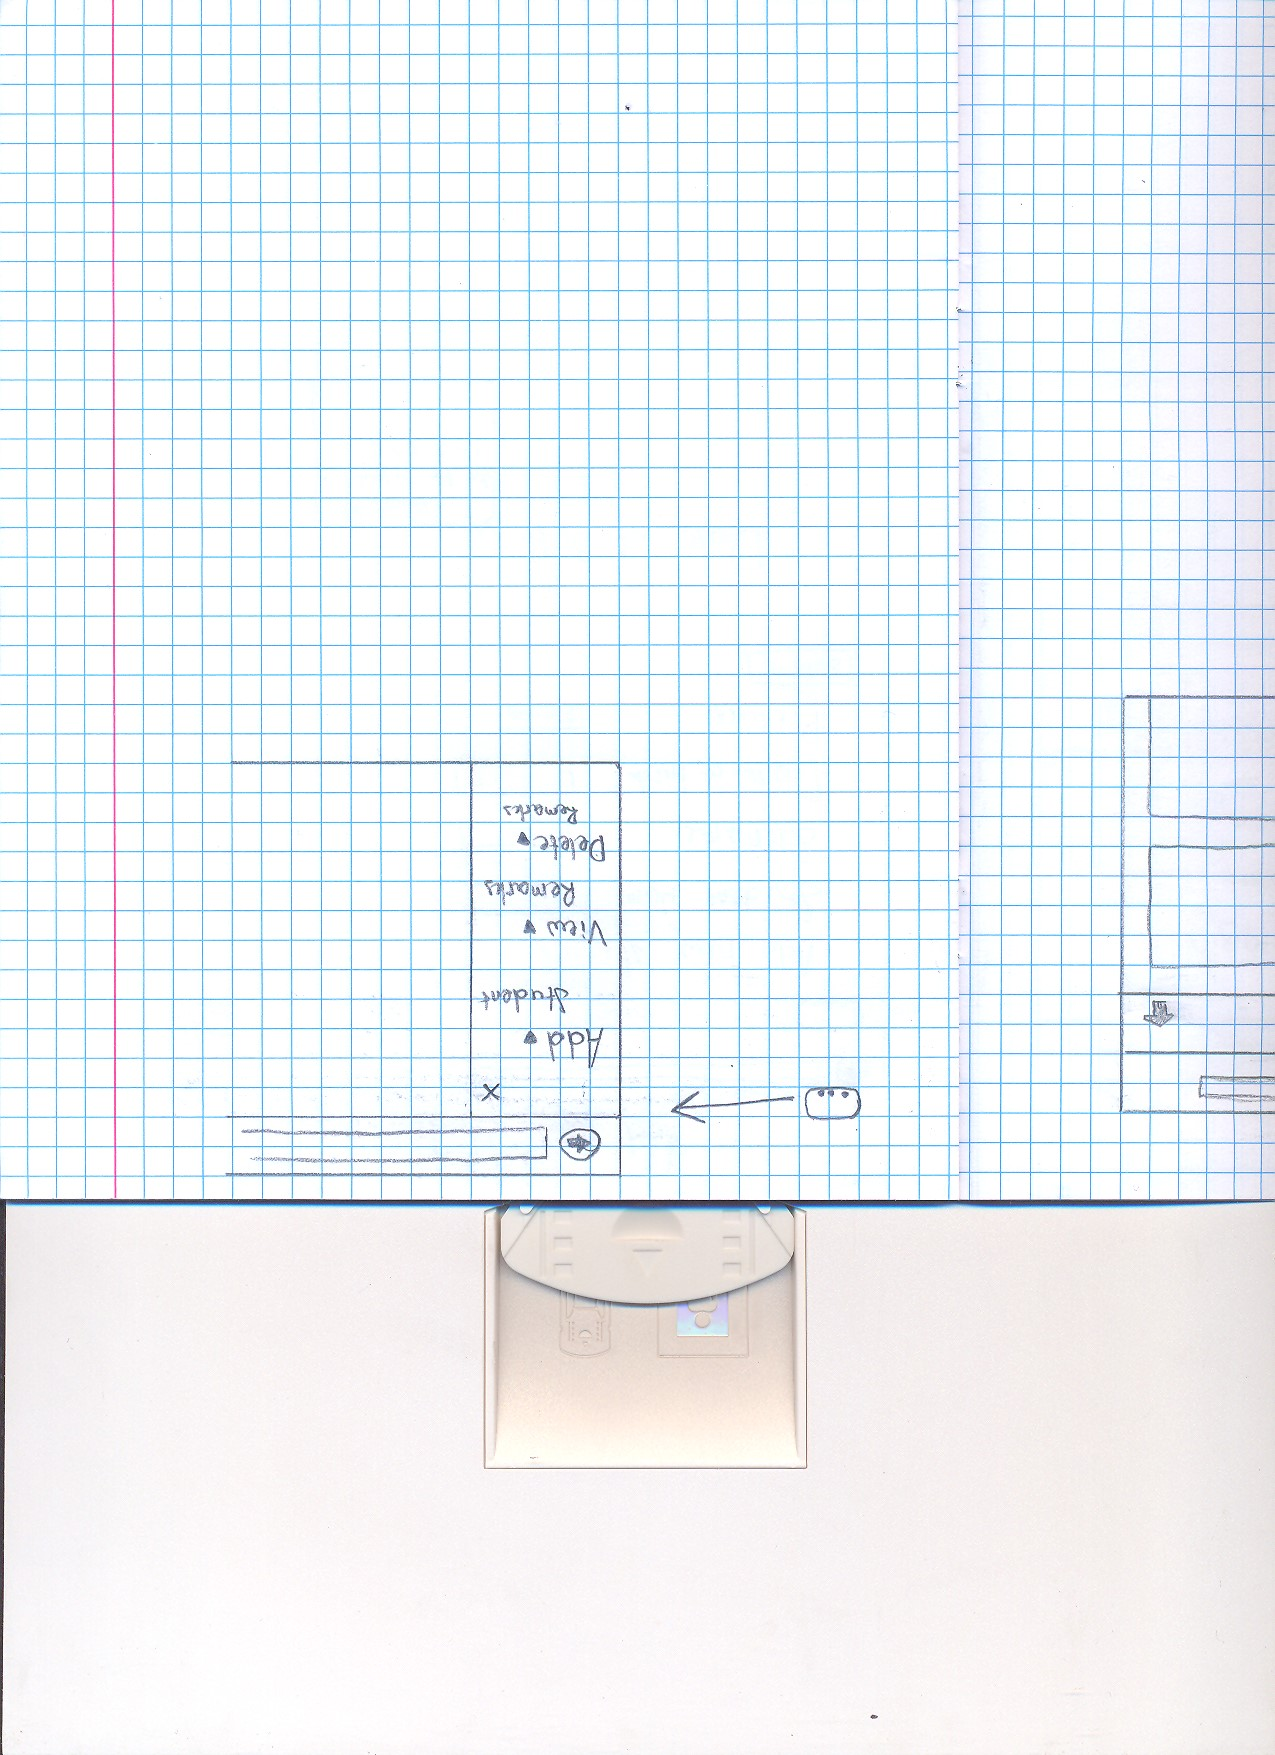 X
Add ▾
Student
View ▾
Remarks
Delete ▾
Remarks